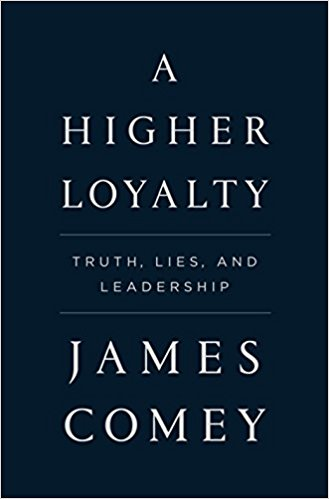 A
HIGHER
LOYALTY
TRUTH, LIES, AND
LEADERSHIP
JAMES
COMEY